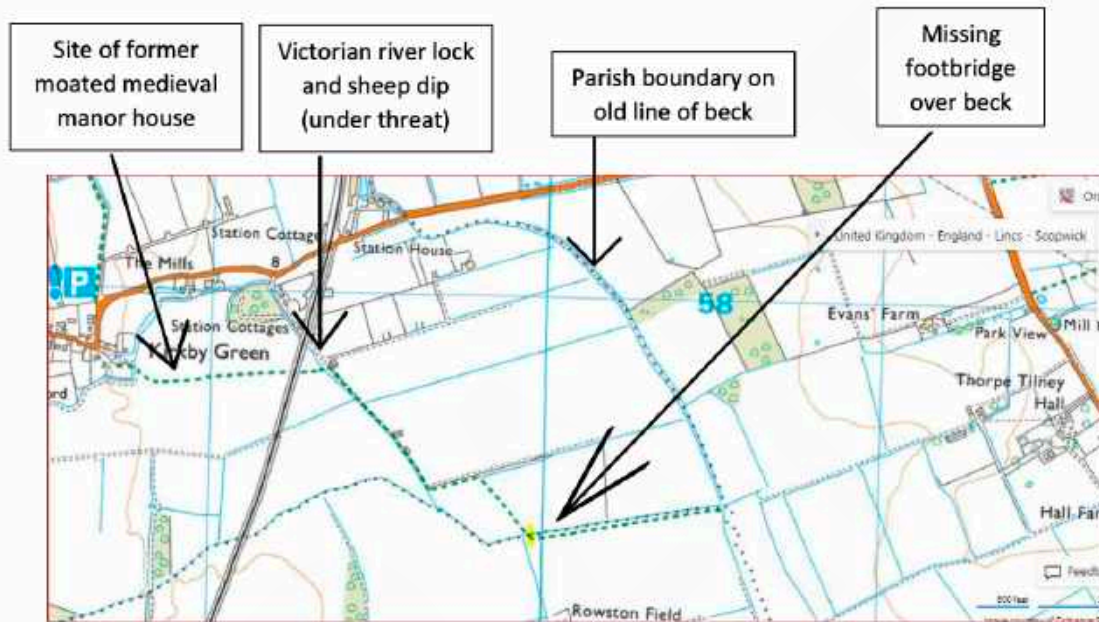 Site of former
moated medieval
manor house
Victorian river lock
and sheep dip
(under threat)
Parish boundary on
old line of beck
Missing
footbridge
over beck
Station Cottage
Station House
The Mills
8
P
Station Cottages
Kirkby Green
United Kingdom - England - Lincs - Scopwick
58
Evans' Farm
Park View
Mill
Thorpe Tilney
Hall
Hall Far
Rowston Field